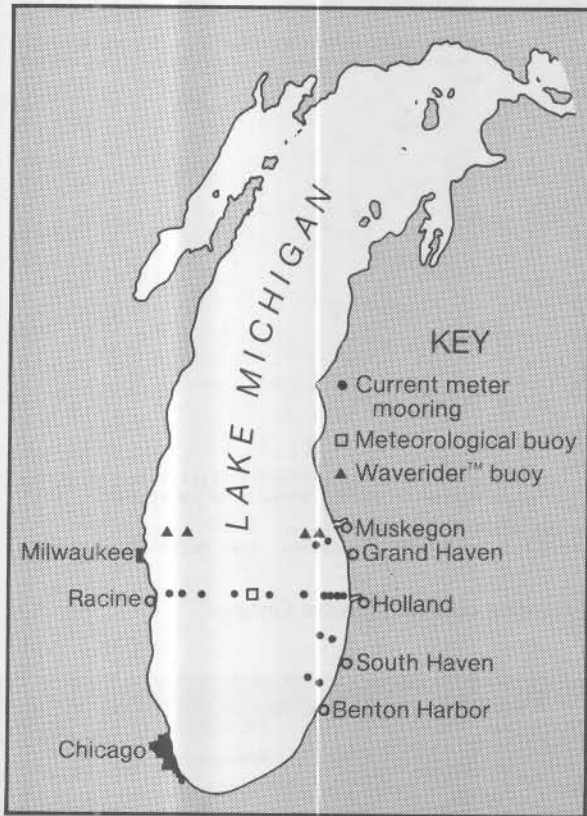 LAKE MICHIGAN
KEY
Current meter
mooring
Meteorological buoy
Waverider™ buoy
Muskegon
Milwaukee
Grand Haven
Racine
Holland
South Haven
Benton Harbor
Chicago